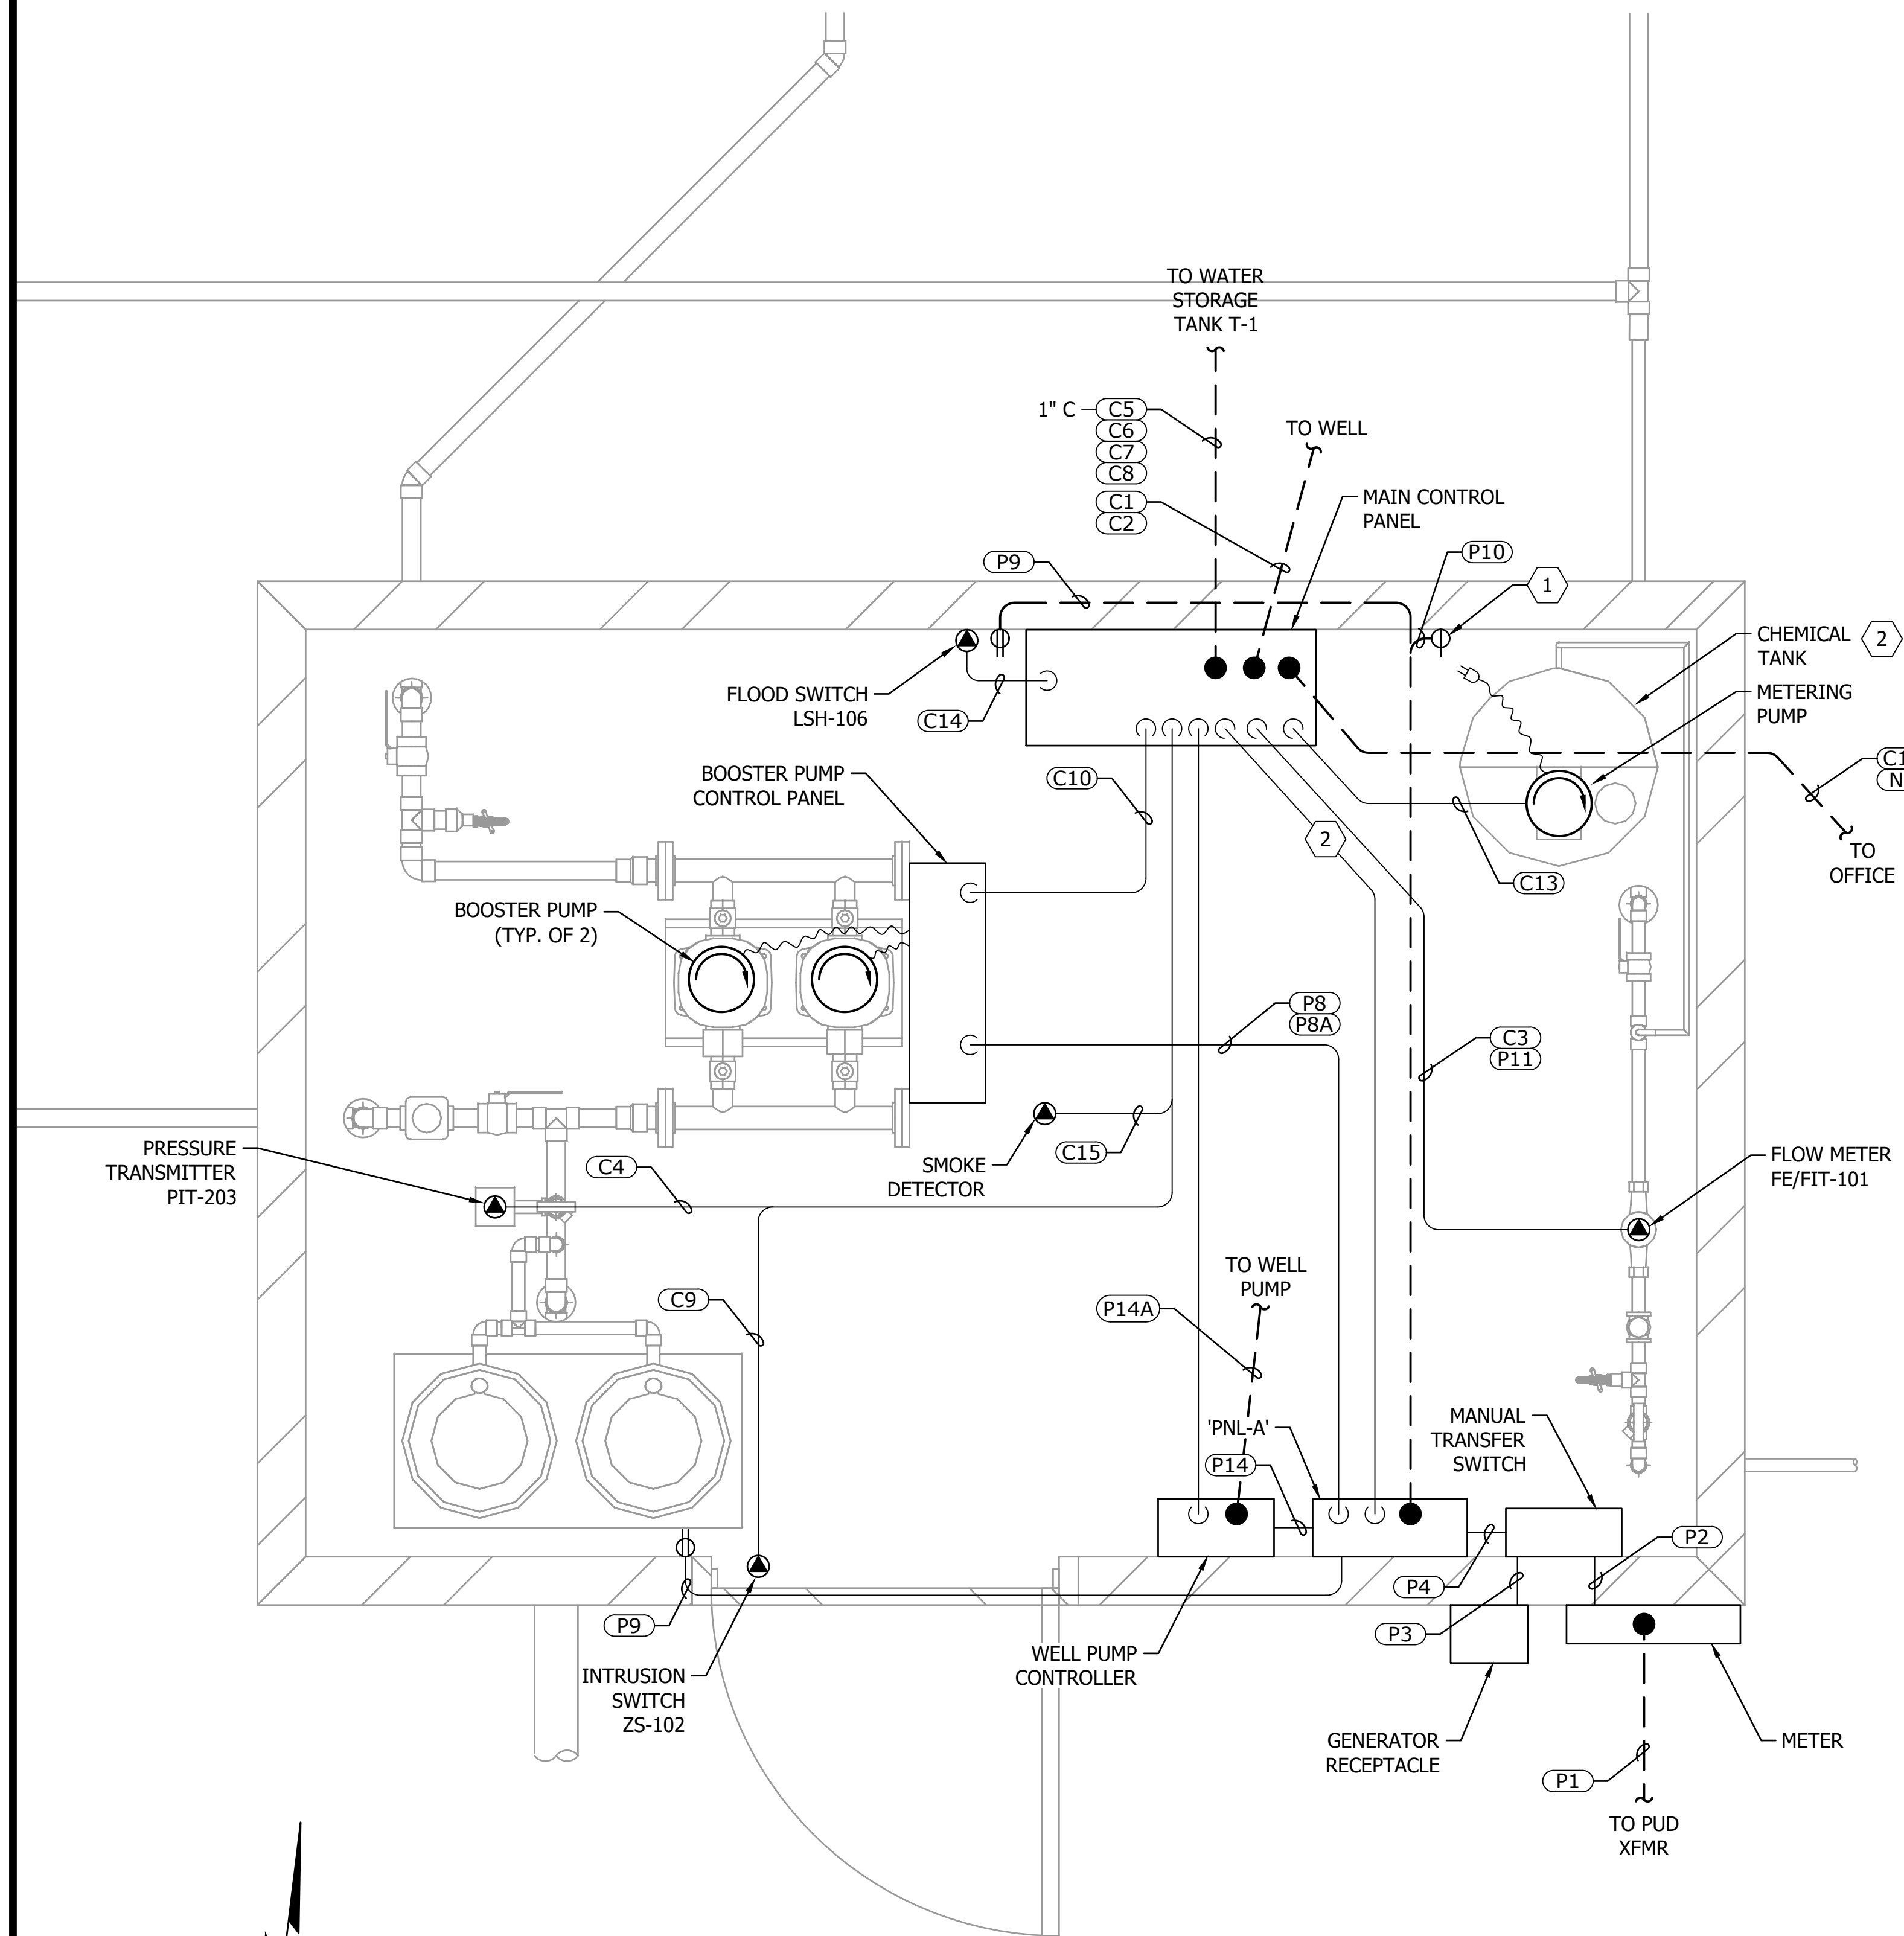 TO WATER
STORAGE
TANK T-1
1" C
C5
C6
C7
C8
C1
C2
TO WELL
MAIN CONTROL
PANEL
P9
P10
1
CHEMICAL
TANK
2
METERING
PUMP
FLOOD SWITCH
LSH-106
C14
BOOSTER PUMP
CONTROL PANEL
C10
2
C13
TO
OFFICE
BOOSTER PUMP
(TYP. OF 2)
P8
P8A
C3
P11
PRESSURE
TRANSMITTER
PIT-203
C4
SMOKE
DETECTOR
C15
FLOW METER
FE/FIT-101
C9
TO WELL
PUMP
P14A
'PNL-A'
P14
MANUAL
TRANSFER
SWITCH
P2
P4
P3
P9
INTRUSION
SWITCH
ZS-102
WELL PUMP
CONTROLLER
GENERATOR
RECEPTACLE
METER
P1
TO PUD
XFMR